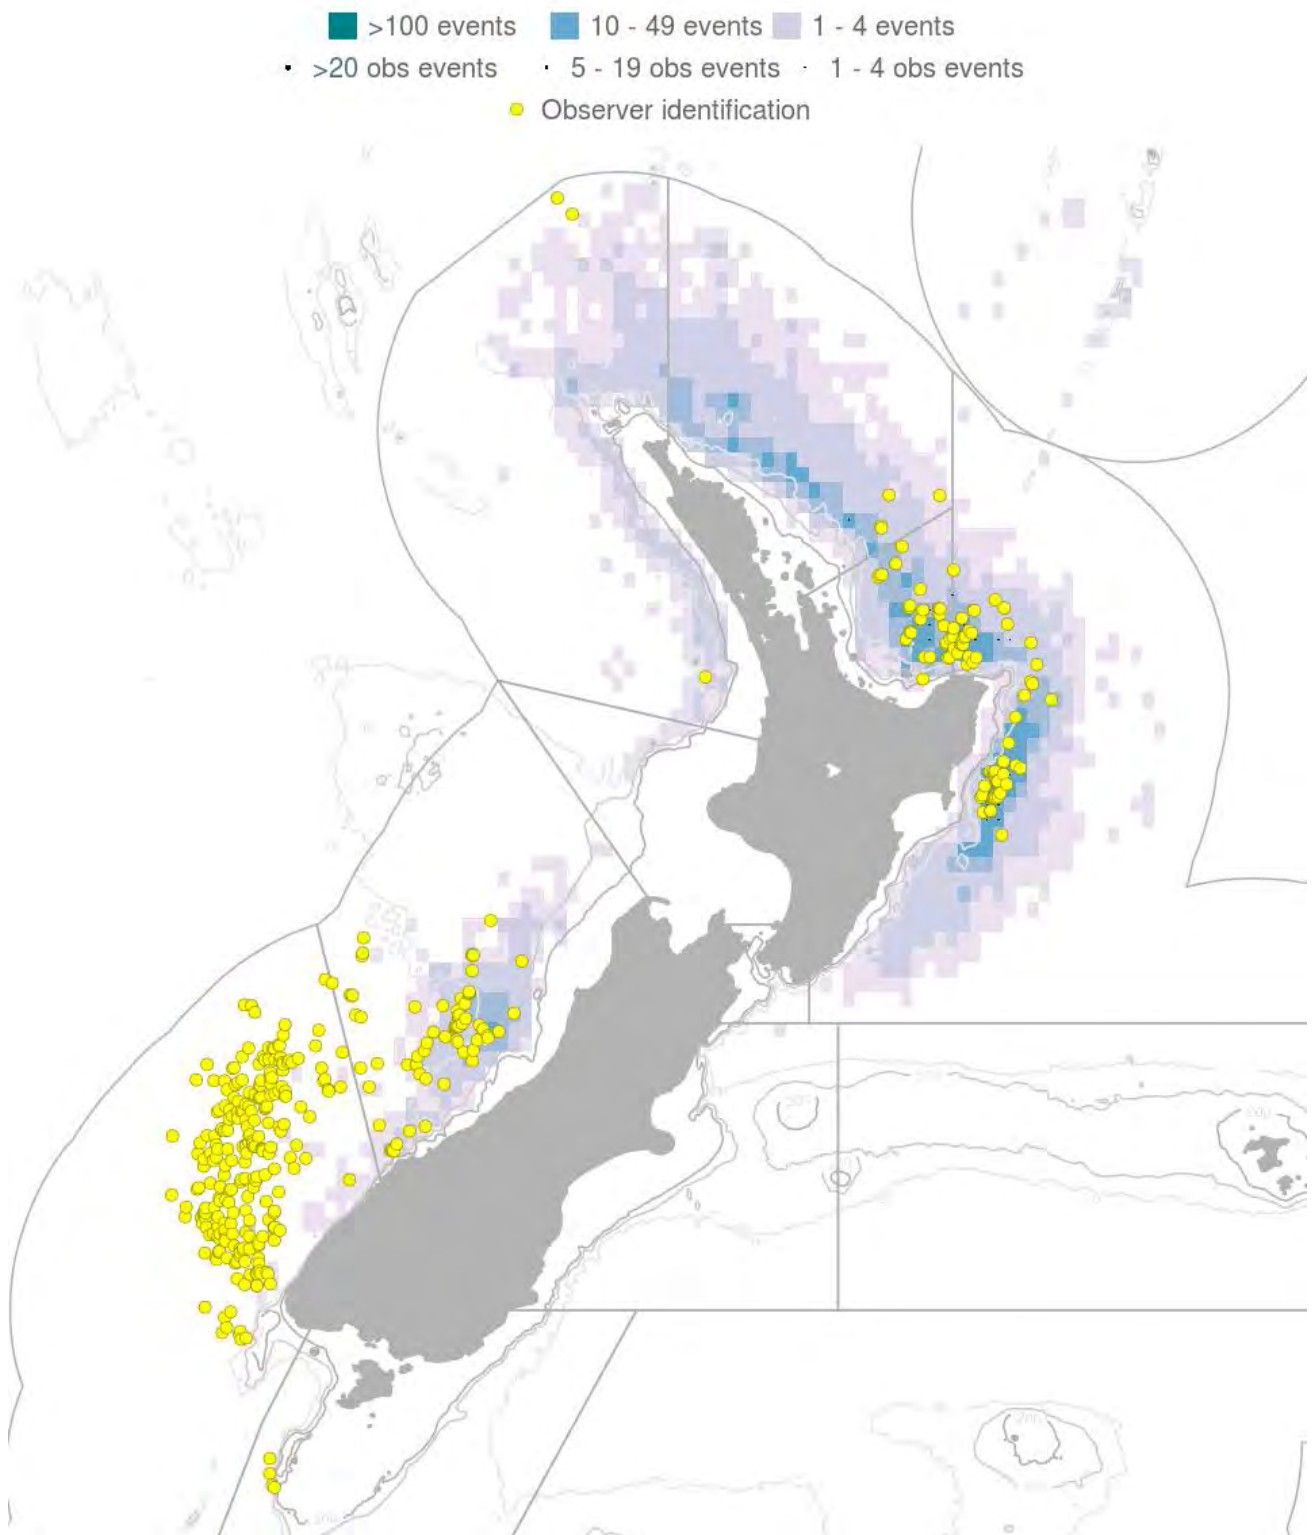 >100 events 10 - 49 events 1 - 4 events
>20 obs events 5 - 19 obs events 1 - 4 obs events
Observer identification